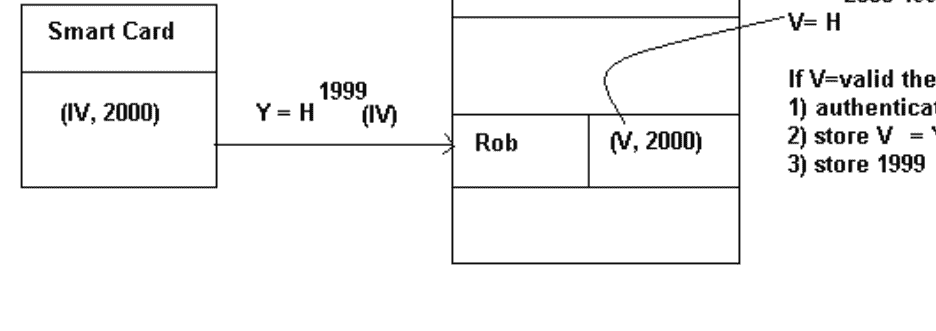 Smart Card
V= H
(IV, 2000)
Y = H 1999 (IV)
If V=valid the
1) authenticat
2) store V = Y
3) store 1999
Rob
(V, 2000)